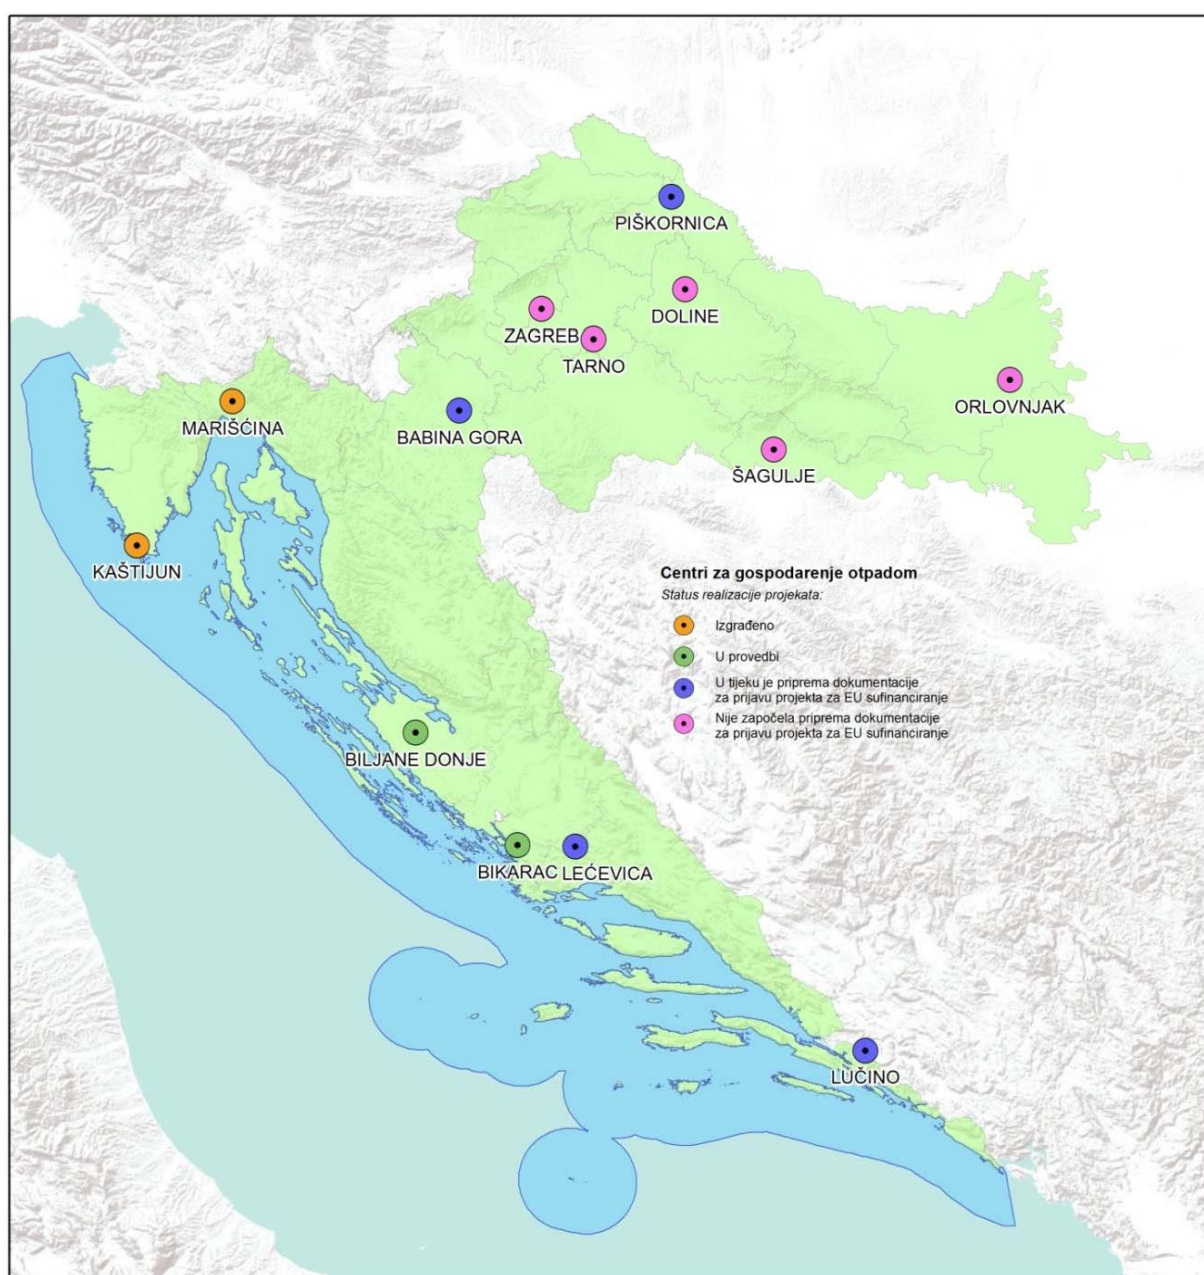 PIŠKORNICA
DOLINE
ZAGREB
TARNO
ORLOVNJAK
MARIŠĆINA
BABINA GORA
ŠAGULJE
KAŠTIJUN
Centri za gospodarenje otpadom
Status realizacije projekata:
Izgrađeno
U provedbi
U tijeku je priprema dokumentacije
za prijavu projekta za EU sufinanciranje
Nije započela priprema dokumentacije
za prijavu projekta za EU sufinanciranje
BILJANE DONJE
BIKARAC
LEĆEVICA
LUČINO